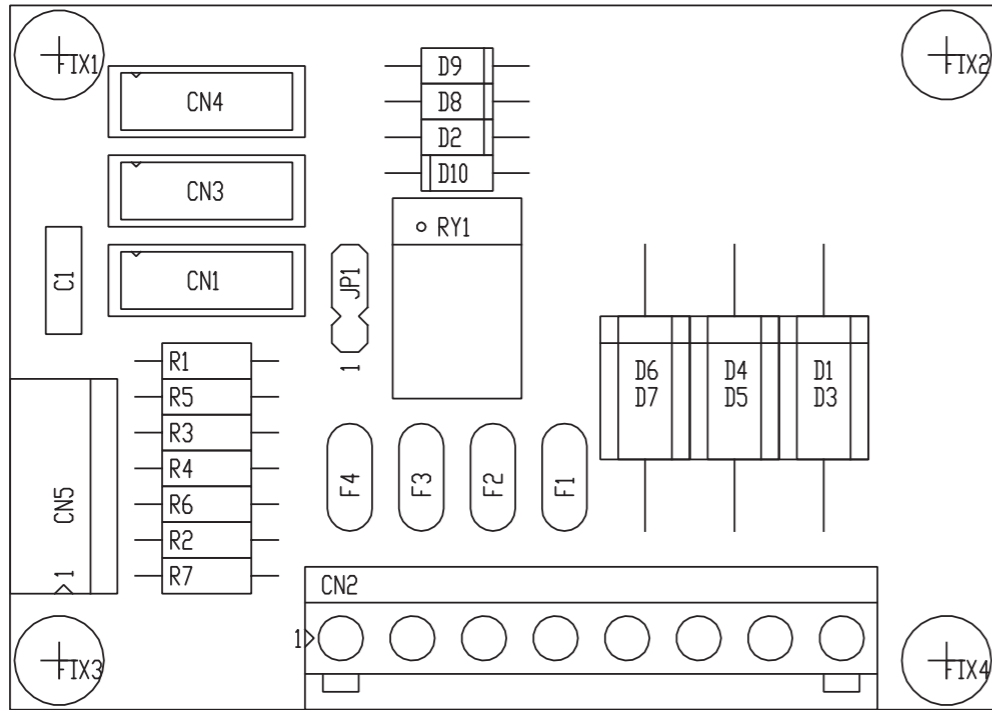 FIX1
FIX2
D9
CN4
D8
D2
D10
CN3
RY1
C1
CN1
JP1
1
R1
D6 D4 D1
D7 D5 D3
R5
R3
R4
F4 F3 F2 F1
CN5
R6
R2
R7
1
CN2
1
FIX3
FIX4